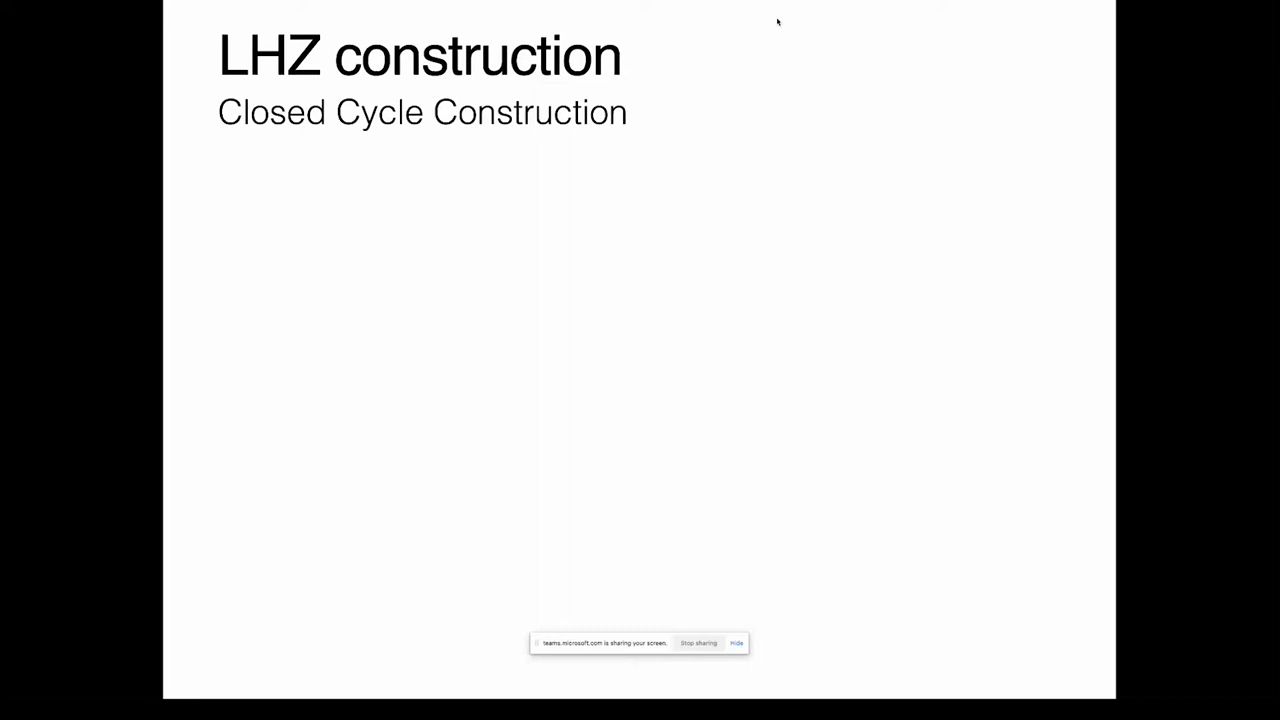 LHZ construction
Closed Cycle Construction
teams.microsoft.com is sharing your screen. Stop sharing Hide